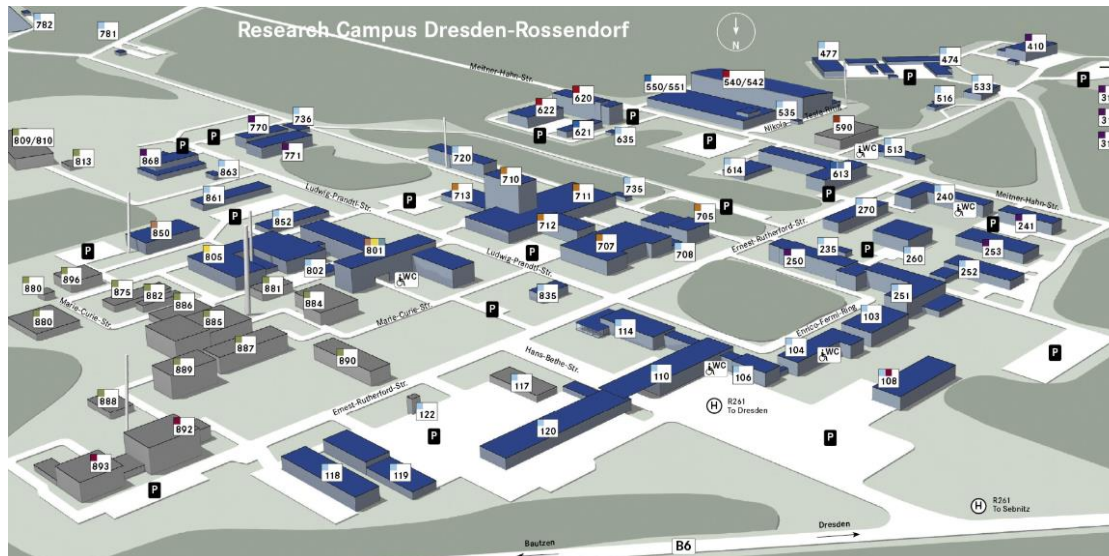 782
781
Research Campus Dresden-Rossendorf
N
Meitner-Hahn-Str.
477
474
410
P
550/551
540/542
620
622
621
635
535
516
533
P
P
P
P
31
31
31
Nikola-Tesla-Ring
590
WC
513
809/810
813
770
736
771
P
P
868
863
861
720
710
713
711
735
712
614
613
P
P
Meitner-Hahn-Str.
240
WC
241
P
270
Ludwig-Prandtl-Str.
P
852
850
P
805
802
801
WC
Ludwig-Prandtl-Str.
P
707
705
708
P
Ernest-Rutherford-Str.
250
235
P
260
253
252
251
880
896
875
882
886
881
884
885
887
880
Marie-Curie-Str.
Marie-Curie-Str.
P
835
889
890
888
892
893
P
114
Hans-Bethe-Str.
117
110
WC
106
104
WC
103
Enrico-Fermi-Ring
108
P
Ernest-Rutherford-Str.
122
P
120
118
119
H
R261
To Dresden
P
H
R261
To Sebnitz
Bautzen
B6
Dresden